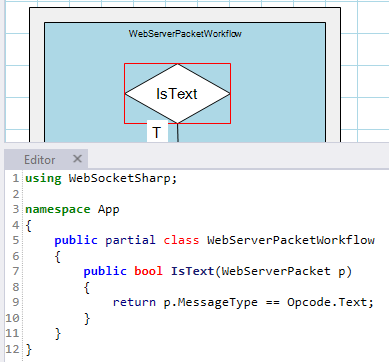 WebServerPacketWorkflow
IsText
T
Editor ✕
1 using WebSocketSharp;
2
3 namespace App
4 {
5     public partial class WebServerPacketWorkflow
6     {
7         public bool IsText(WebServerPacket p)
8         {
9             return p.MessageType == Opcode.Text;
10         }
11     }
12 }